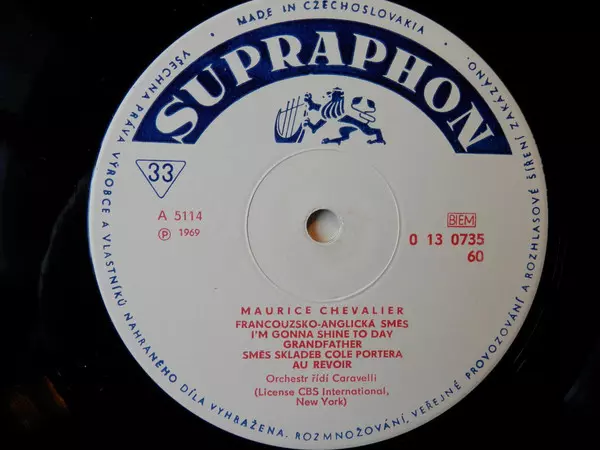 MADE IN CZECHOSLOVAKIA
VŠECHNA PRÁVA VÝROBCE A VLASTNÍKŮ NAHRANÉHO DÍLA VYHRAŽENA. ROZMNOŽOVÁNÍ, VEŘEJNÉ PROVOZOVÁNÍ A ROZHLASOVÉ ŠÍŘENÍ ZAKÁZÁNO
SUPRAPHON
33
A 5114
℗ 1969
BIEM
0 13 0735
60
MAURICE CHEVALIER
FRANCOUZSKO-ANGLICKÁ SMĚS
I'M GONNA SHINE TO DAY
GRANDFATHER
SMĚS SKLADEB COLE PORTERA
AU REVOIR
Orchestr řídí Caravelli
(License CBS International,
New York)